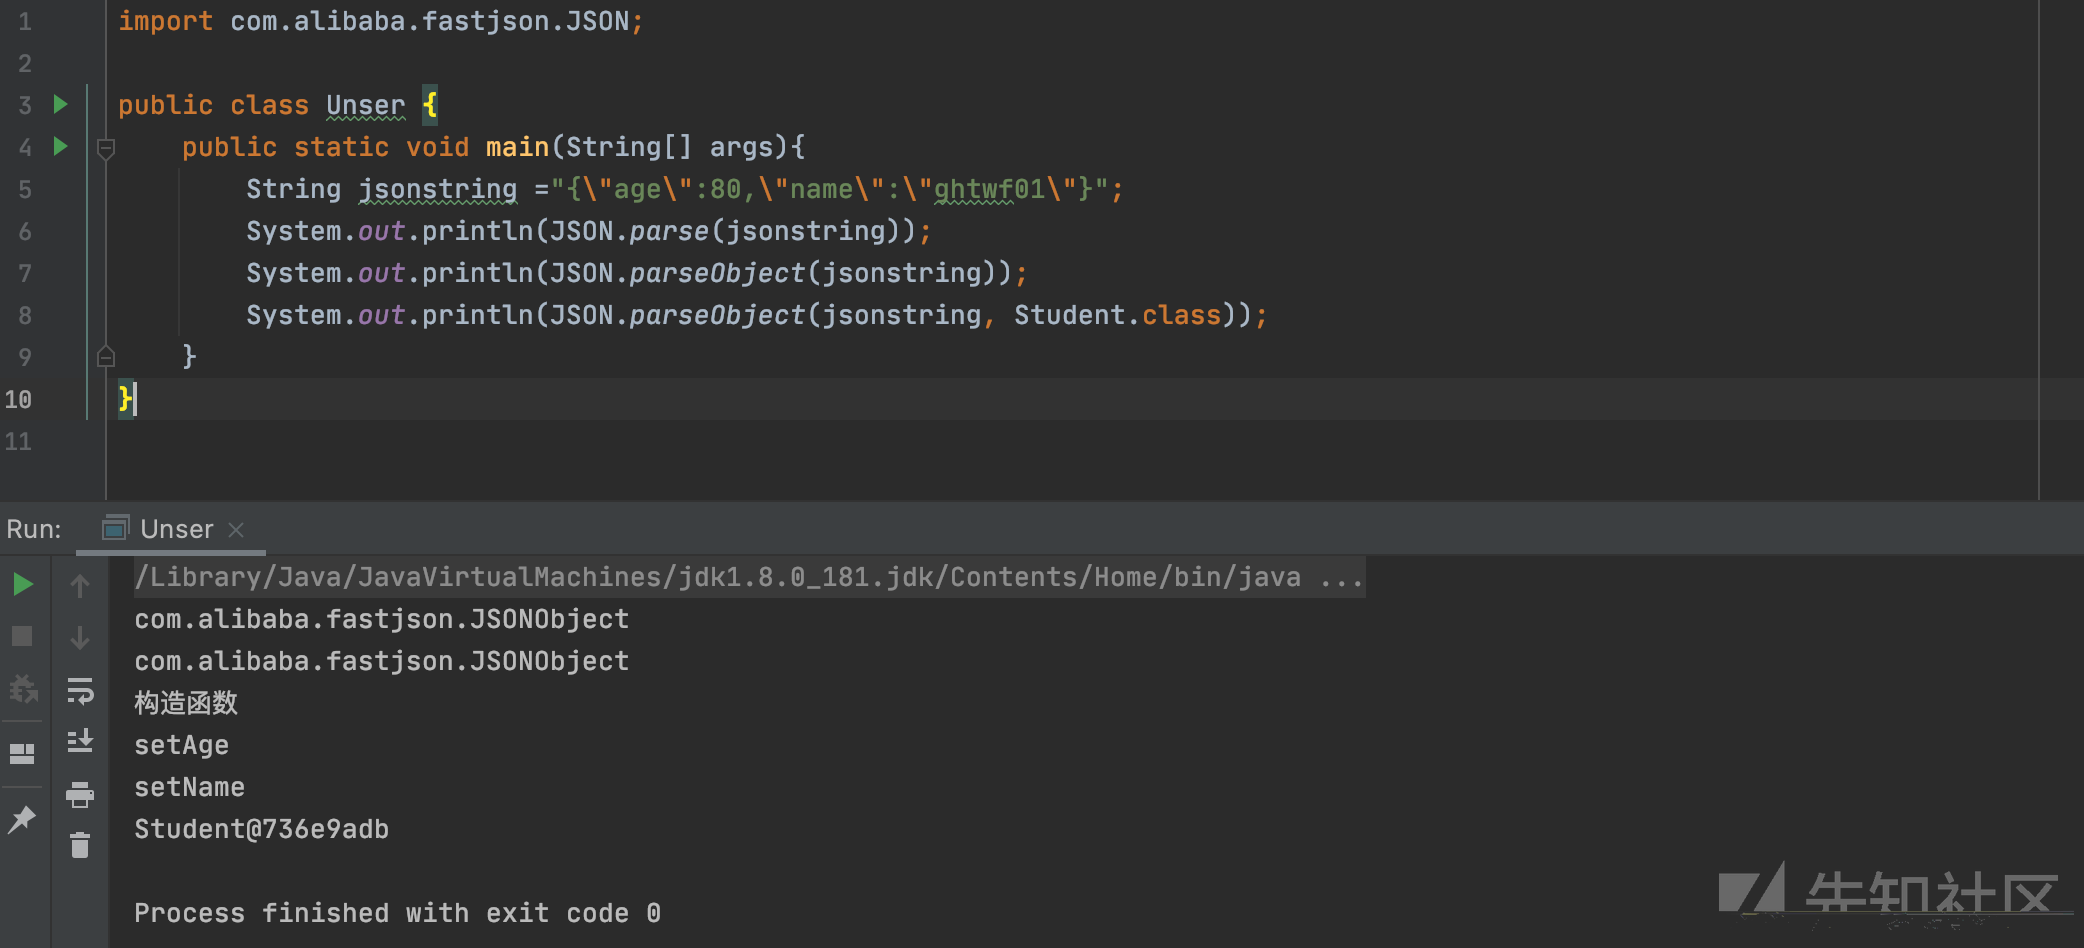 1 import com.alibaba.fastjson.JSON;
2
3 public class Unser {
4 public static void main(String[] args){
5 String jsonstring ="{\"age\":80,\"name\":\"ghtwf01\"}";
6 System.out.println(JSON.parse(jsonstring));
7 System.out.println(JSON.parseObject(jsonstring));
8 System.out.println(JSON.parseObject(jsonstring, Student.class));
9 }
10 }
11
Run: Unser
/Library/Java/JavaVirtualMachines/jdk1.8.0_181.jdk/Contents/Home/bin/java ...
com.alibaba.fastjson.JSONObject
com.alibaba.fastjson.JSONObject
构造函数
setAge
setName
Student@736e9adb
Process finished with exit code 0
先知社区